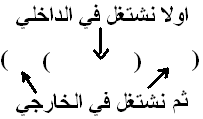 اولا نشتغل في الداخلي
( ( ) )
ثم نشتغل في الخارجي